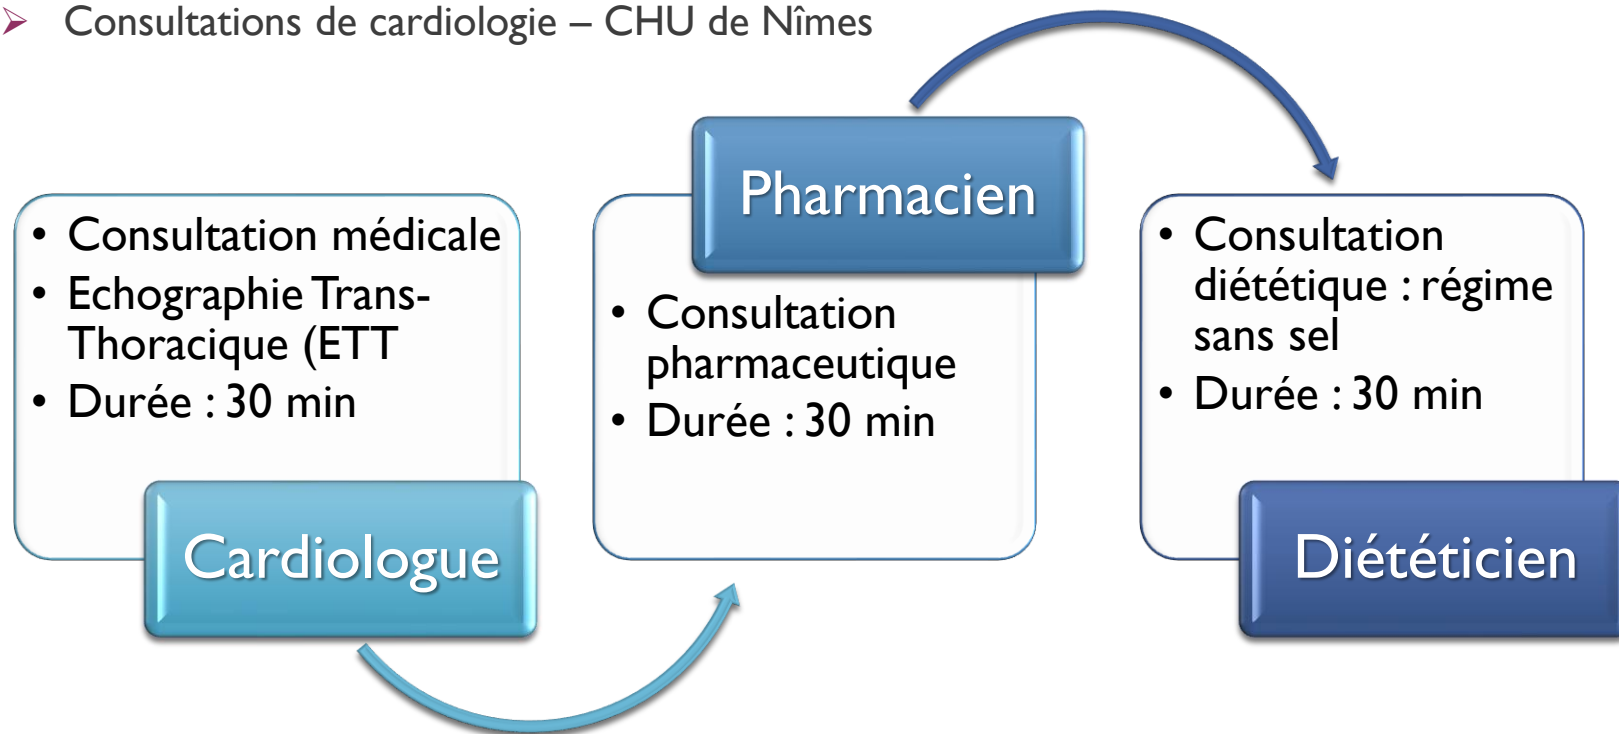 ➢ Consultations de cardiologie – CHU de Nîmes
• Consultation médicale
• Echographie Trans-
Thoracique (ETT
• Durée : 30 min
Cardiologue
Pharmacien
• Consultation
pharmaceutique
• Durée : 30 min
• Consultation
diététique : régime
sans sel
• Durée : 30 min
Diététicien